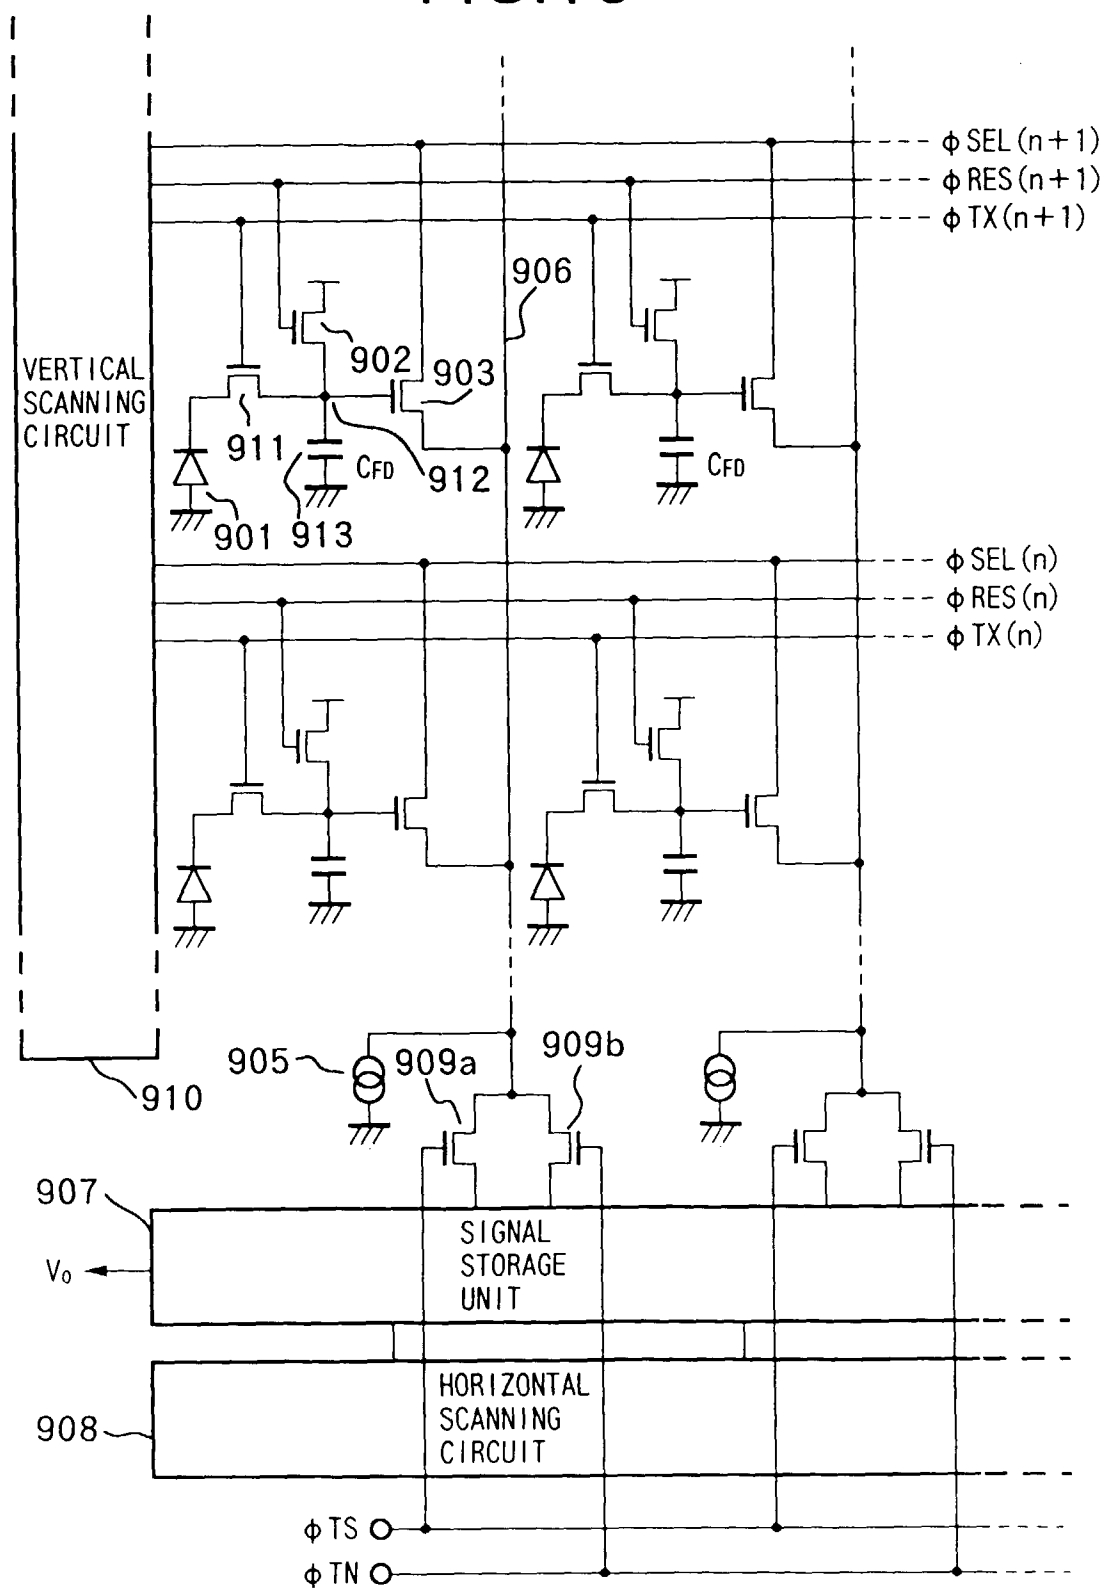 φSEL(n+1)
φRES(n+1)
φTX(n+1)
906
902
903
VERTICAL
SCANNING
CIRCUIT
911
CFD
912
CFD
901
913
φSEL(n)
φRES(n)
φTX(n)
905
909a
909b
910
907
SIGNAL
STORAGE
UNIT
V0
HORIZONTAL
SCANNING
CIRCUIT
908
φTS
φTN